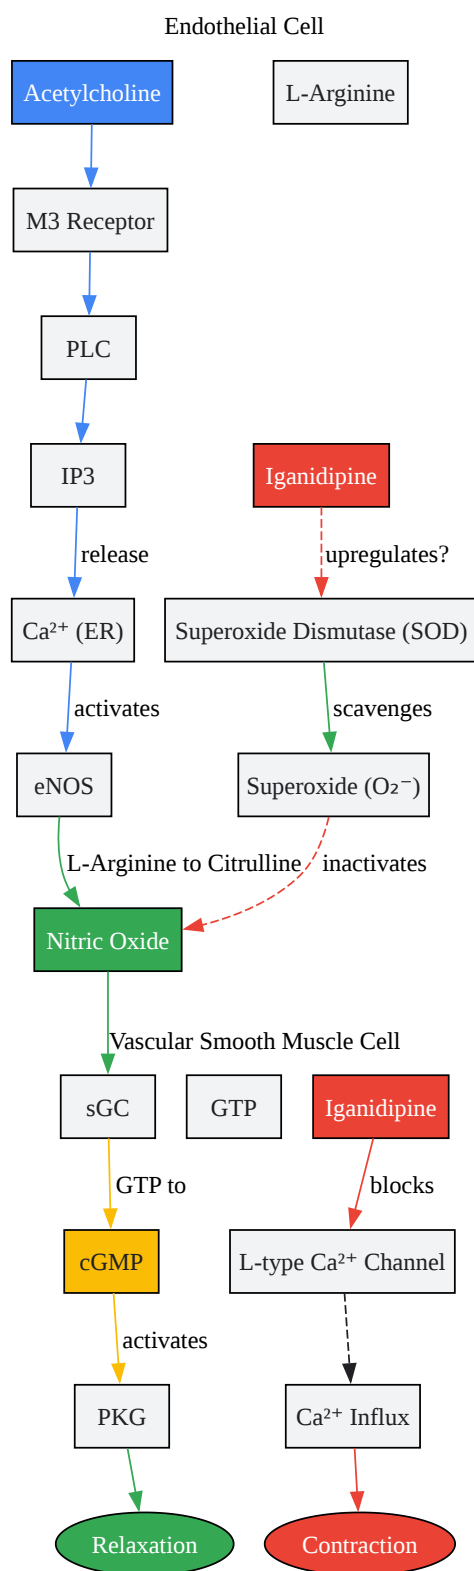 Endothelial Cell
Acetylcholine
L-Arginine
M3 Receptor
PLC
IP3
Iganidipine
release
upregulates?
Ca²⁺ (ER)
Superoxide Dismutase (SOD)
activates
scavenges
eNOS
Superoxide (O₂⁻)
L-Arginine to Citrulline
inactivates
Nitric Oxide
Vascular Smooth Muscle Cell
sGC
GTP
Iganidipine
GTP to
blocks
cGMP
L-type Ca²⁺ Channel
activates
PKG
Ca²⁺ Influx
Relaxation
Contraction